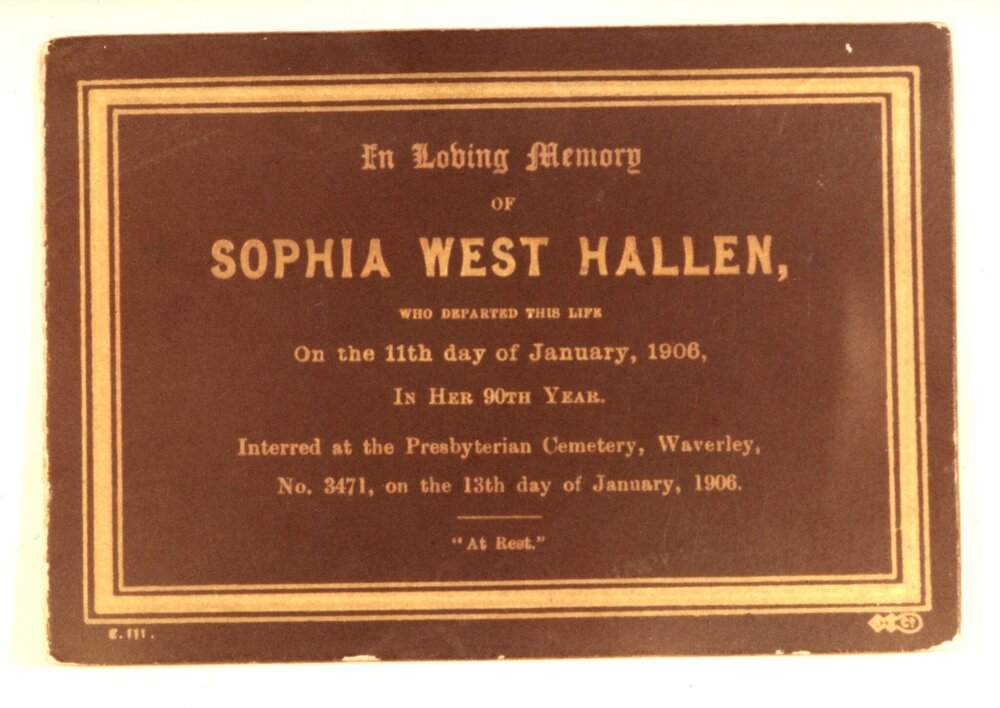 In Loving Memory
OF
SOPHIA WEST HALLEN,
WHO DEPARTED THIS LIFE
On the 11th day of January, 1906,
IN HER 90TH YEAR.
Interred at the Presbyterian Cemetery, Waverley,
No. 3471, on the 13th day of January, 1906.
"At Rest."
E. 111.